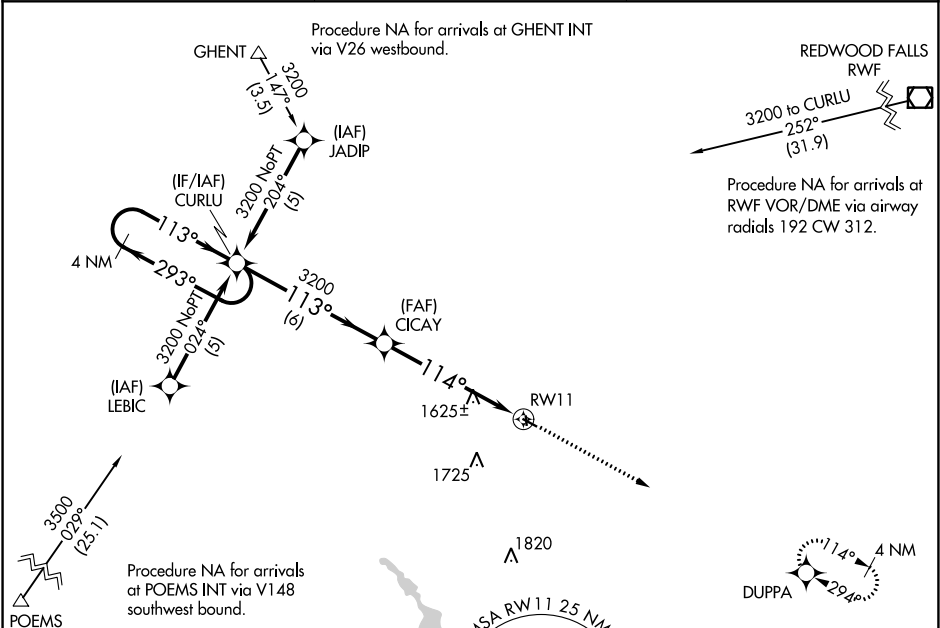 Procedure NA for arrivals at GHENT INT
via V26 westbound.
GHENT
3200
147°
(3.5)
(IAF)
JADIP
REDWOOD FALLS
RWF
3200 to CURLU
252°
(31.9)
Procedure NA for arrivals at
RWF VOR/DME via airway
radials 192 CW 312.
(IF/IAF)
CURLU
3200 NoPT
204°
(5)
113°
4 NM
293°
3200
113°
(6)
(FAF)
CICAY
3200 NoPT
024°
(5)
(IAF)
LEBIC
114°
1625±
RW11
1725
3500
029°
(25.1)
POEMS
Procedure NA for arrivals
at POEMS INT via V148
southwest bound.
1820
114°
4 NM
DUPPA
294°
MSA RW11 25 NM